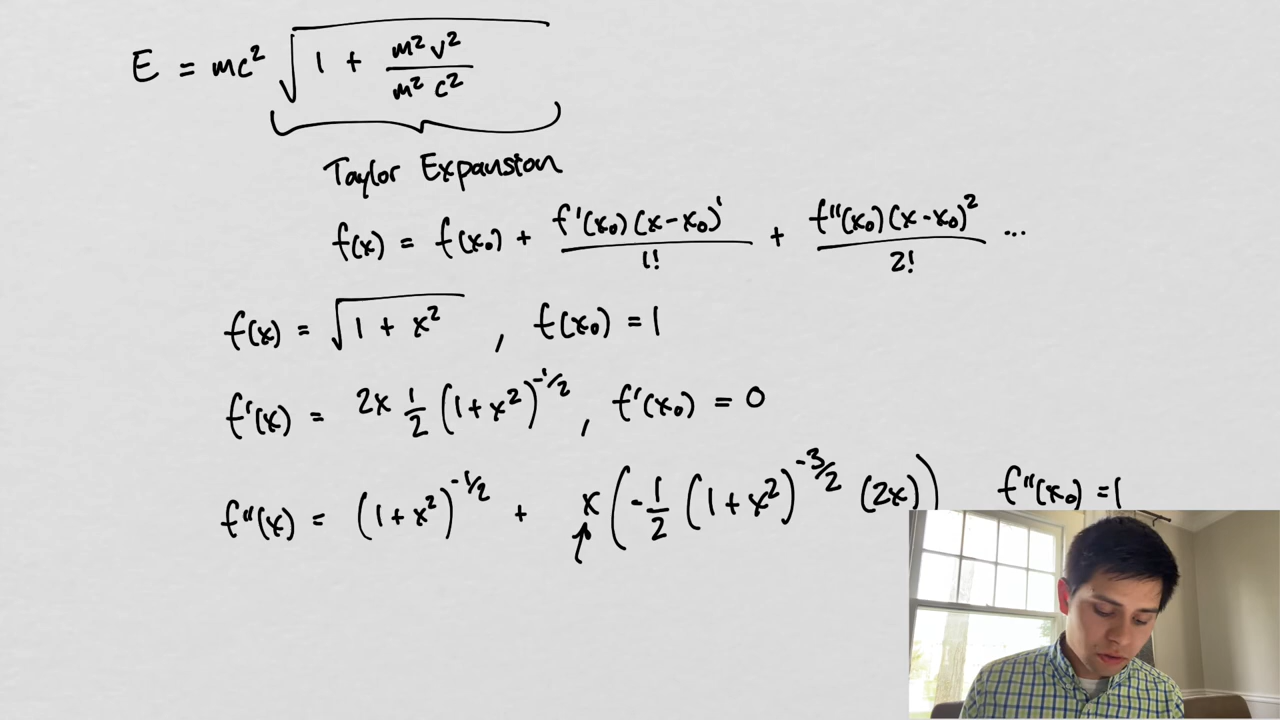 E = mc² √(1 + m²v²/m²c²)
Taylor Expansion
f(x) = f(x₀) + f'(x₀)(x-x₀)¹/1! + f''(x₀)(x-x₀)²/2! ...
f(x) = √(1 + x²) , f(x₀) = 1
f'(x) = 2x 1/2 (1+x²)^(-1/2) , f'(x₀) = 0
f''(x) = (1+x²)^(-1/2) + x(-1/2 (1+x²)^(-3/2) (2x)) f''(x₀) = 1